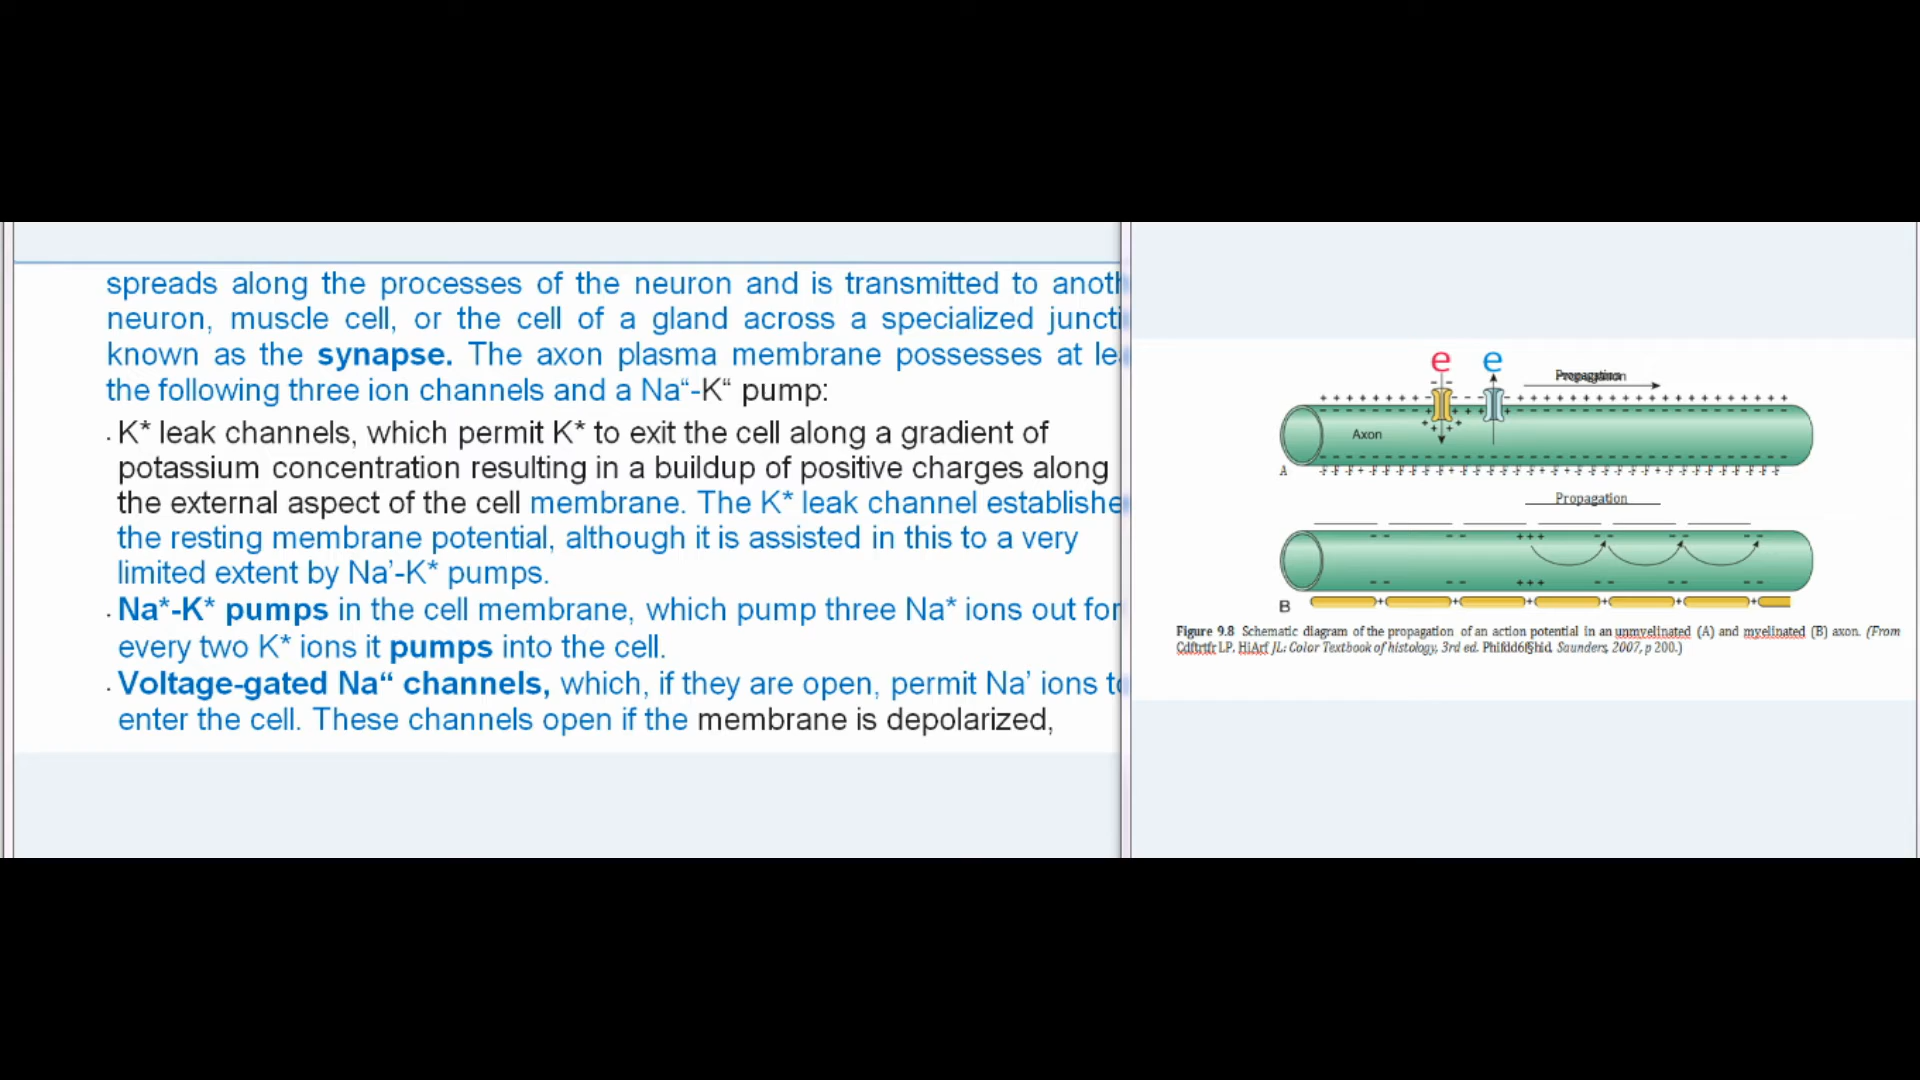 spreads along the processes of the neuron and is transmitted to anoth
neuron, muscle cell, or the cell of a gland across a specialized juncti
known as the synapse. The axon plasma membrane possesses at lea
the following three ion channels and a Na“-K“ pump:
. K* leak channels, which permit K* to exit the cell along a gradient of
potassium concentration resulting in a buildup of positive charges along
the external aspect of the cell membrane. The K* leak channel establishe
the resting membrane potential, although it is assisted in this to a very
limited extent by Na’-K* pumps.
. Na*-K* pumps in the cell membrane, which pump three Na* ions out for
every two K* ions it pumps into the cell.
. Voltage-gated Na“ channels, which, if they are open, permit Na’ ions to
enter the cell. These channels open if the membrane is depolarized,
e e
Propagation
Axon
A
Propagation
B
Figure 9.8 Schematic diagram of the propagation of an action potential in an unmyelinated (A) and myelinated (B) axon. (From
LP, HiArf JL: Color Textbook of histology, 3rd ed. Saunders, 2007, p 200.)